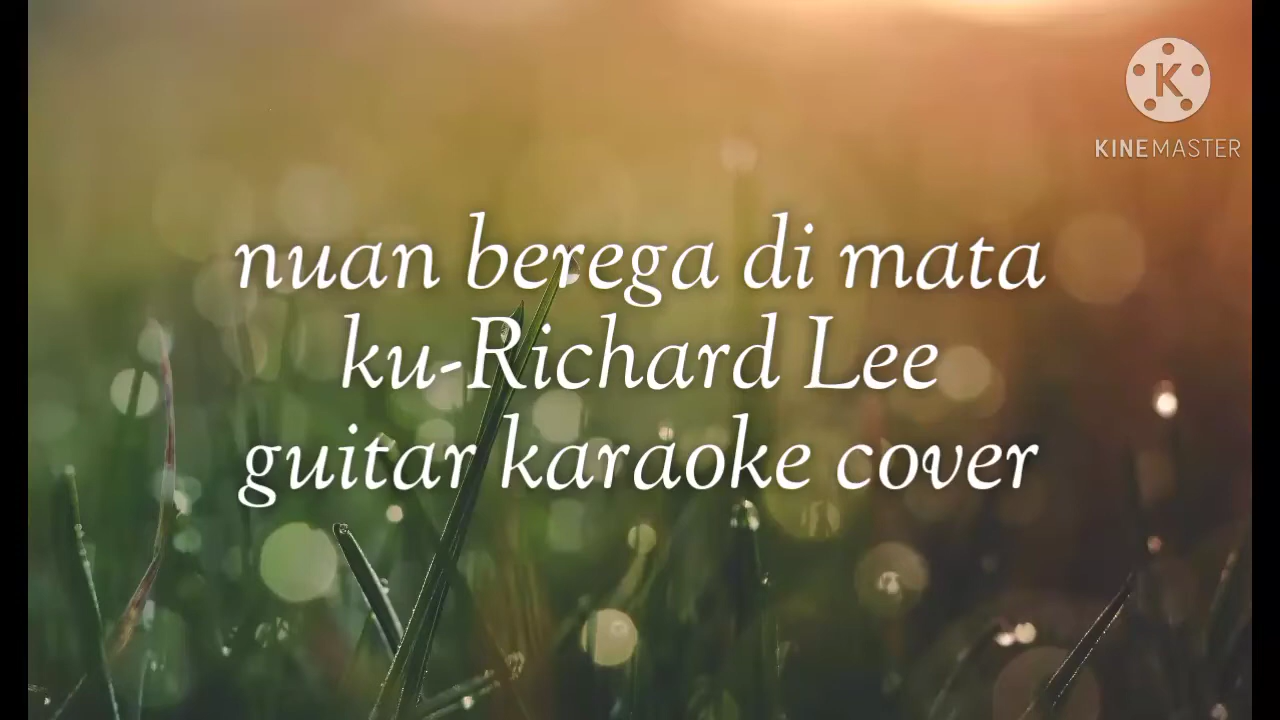 K
KINEMASTER
nuan berega di mata
ku-Richard Lee
guitar karaoke cover